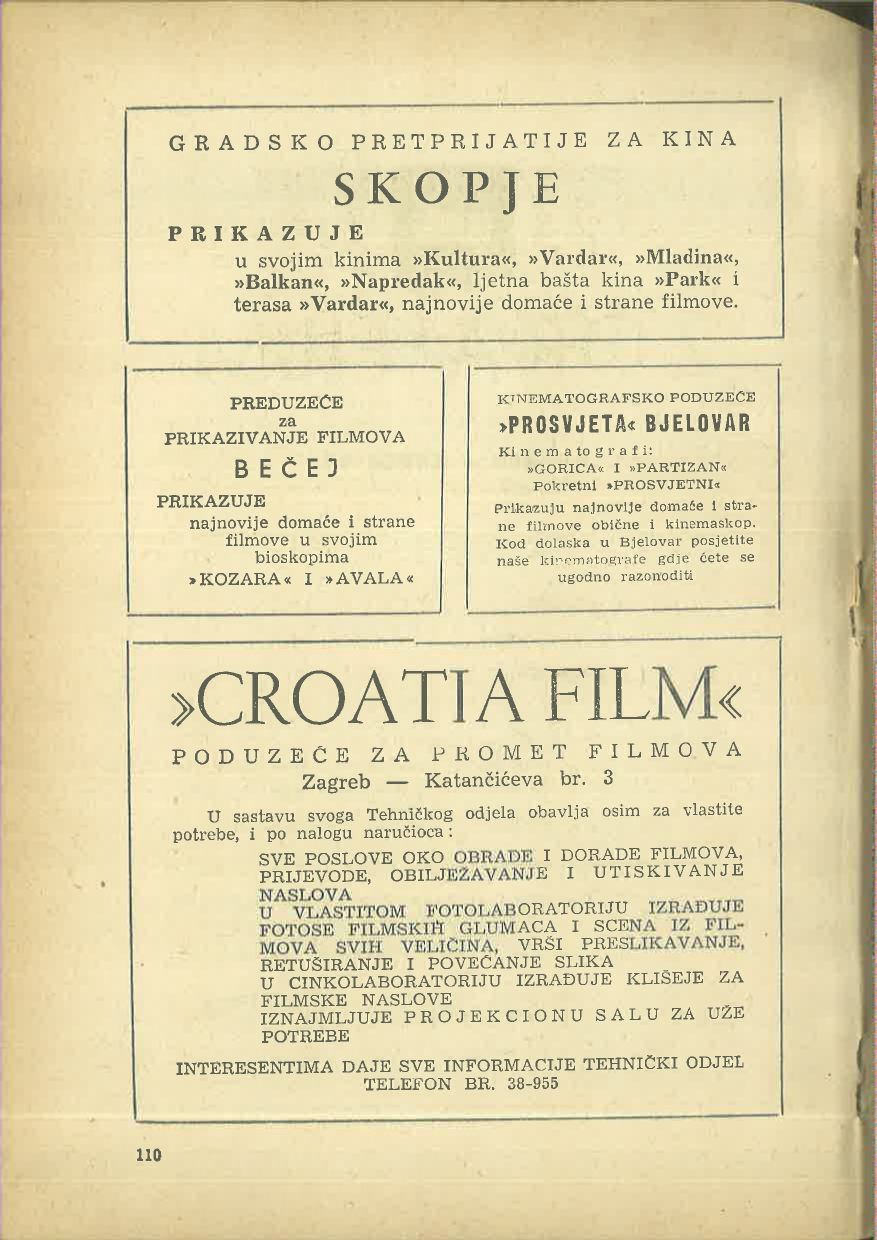 GRADSKO PRETPRIJATIJE ZA KINA
SKOPJE
PRIKAZUJE
u svojim kinima »Kultura«, »Vardar«, »Mladina«,
»Balkan«, »Napredak«, ljetna bašta kina »Park« i
terasa »Vardar«, najnovije domaće i strane filmove.
PREDUZEĆE
za
PRIKAZIVANJE FILMOVA
BEČEJ
PRIKAZUJE
najnovije domaće i strane
filmove u svojim
bioskopima
»KOZARA« I »AVALA«
KINEMATOGRAFSKO PODUZEĆE
»PROSVJETA« BJELOVAR
Kinematografi:
»GORICA« I »PARTIZAN«
Pokretni »PROSVJETNI«
Prikazuju najnovije domaće i stra-
ne filmove obične i kinemaskop.
Kod dolaska u Bjelovar posjetite
naše kinematografe gdje ćete se
ugodno razonoditi
»CROATIA FILM«
PODUZEĆE ZA PROMET FILMOVA
Zagreb — Katančićeva br. 3
U sastavu svoga Tehničkog odjela obavlja osim za vlastite
potrebe, i po nalogu naručioca:
SVE POSLOVE OKO OBRADE I DORADE FILMOVA,
PRIJEVODE, OBILJEŽAVANJE I UTISKIVANJE
NASLOVA
U VLASTITOM FOTOLABORATORIJU IZRAĐUJE
FOTOSE FILMSKIH GLUMACA I SCENA IZ FIL-
MOVA SVIH VELIČINA, VRŠI PRESLIKAVANJE,
RETUŠIRANJE I POVEĆANJE SLIKA
U CINKOLABORATORIJU IZRAĐUJE KLIŠEJE ZA
FILMSKE NASLOVE
IZNAJMLJUJE PROJEKCIONU SALU ZA UŽE
POTREBE
INTERESENTIMA DAJE SVE INFORMACIJE TEHNIČKI ODJEL
TELEFON BR. 38-955
110